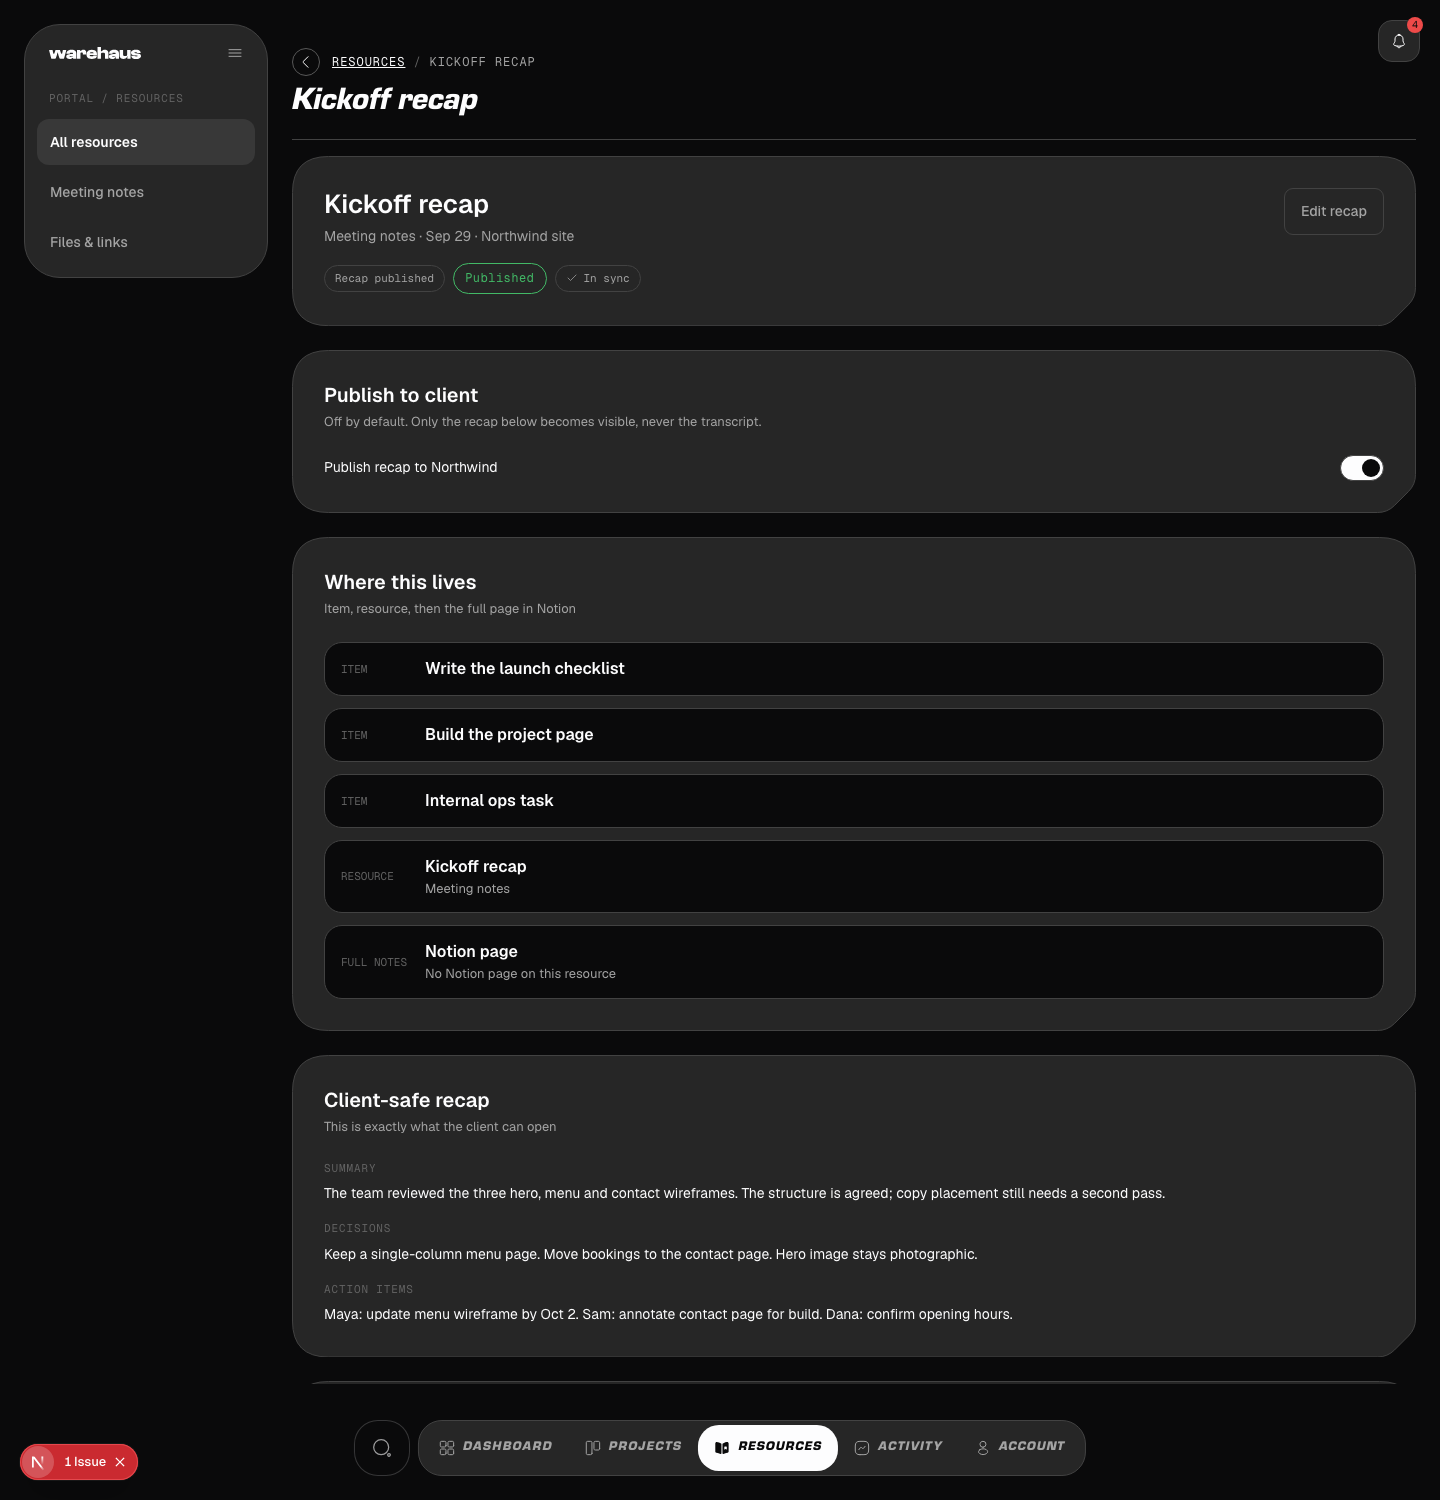 warehaus
PORTAL / RESOURCES
All resources
Meeting notes
Files & links
4
RESOURCES / KICKOFF RECAP
Kickoff recap
Kickoff recap
Meeting notes · Sep 29 · Northwind site
Edit recap
Recap published
Published
In sync
Publish to client
Off by default. Only the recap below becomes visible, never the transcript.
Publish recap to Northwind
Where this lives
Item, resource, then the full page in Notion
ITEM
Write the launch checklist
ITEM
Build the project page
ITEM
Internal ops task
RESOURCE
Kickoff recap
Meeting notes
FULL NOTES
Notion page
No Notion page on this resource
Client-safe recap
This is exactly what the client can open
SUMMARY
The team reviewed the three hero, menu and contact wireframes. The structure is agreed; copy placement still needs a second pass.
DECISIONS
Keep a single-column menu page. Move bookings to the contact page. Hero image stays photographic.
ACTION ITEMS
Maya: update menu wireframe by Oct 2. Sam: annotate contact page for build. Dana: confirm opening hours.
DASHBOARD
PROJECTS
RESOURCES
ACTIVITY
ACCOUNT
N
1 Issue